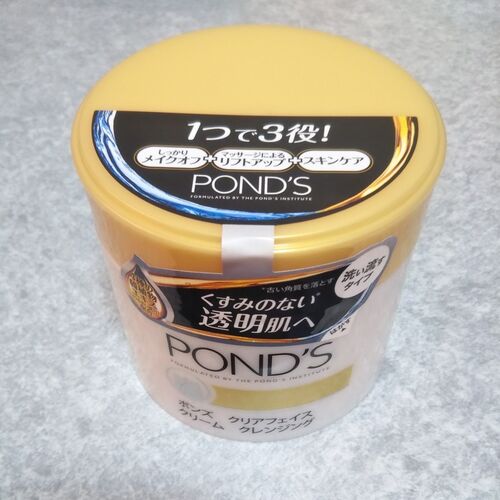 1つで3役!
しっかり
メイクオフ
+
マッサージによる
リフトアップ
+
スキンケア
POND'S
FORMULATED BY THE POND'S INSTITUTE
*古い角質を落とす
洗い流す
タイプ
くすみのない*
透明肌へ
はがす
POND'S
FORMULATED BY THE POND'S INSTITUTE
ポンズ クリアフェイス
クリーム クレンジング